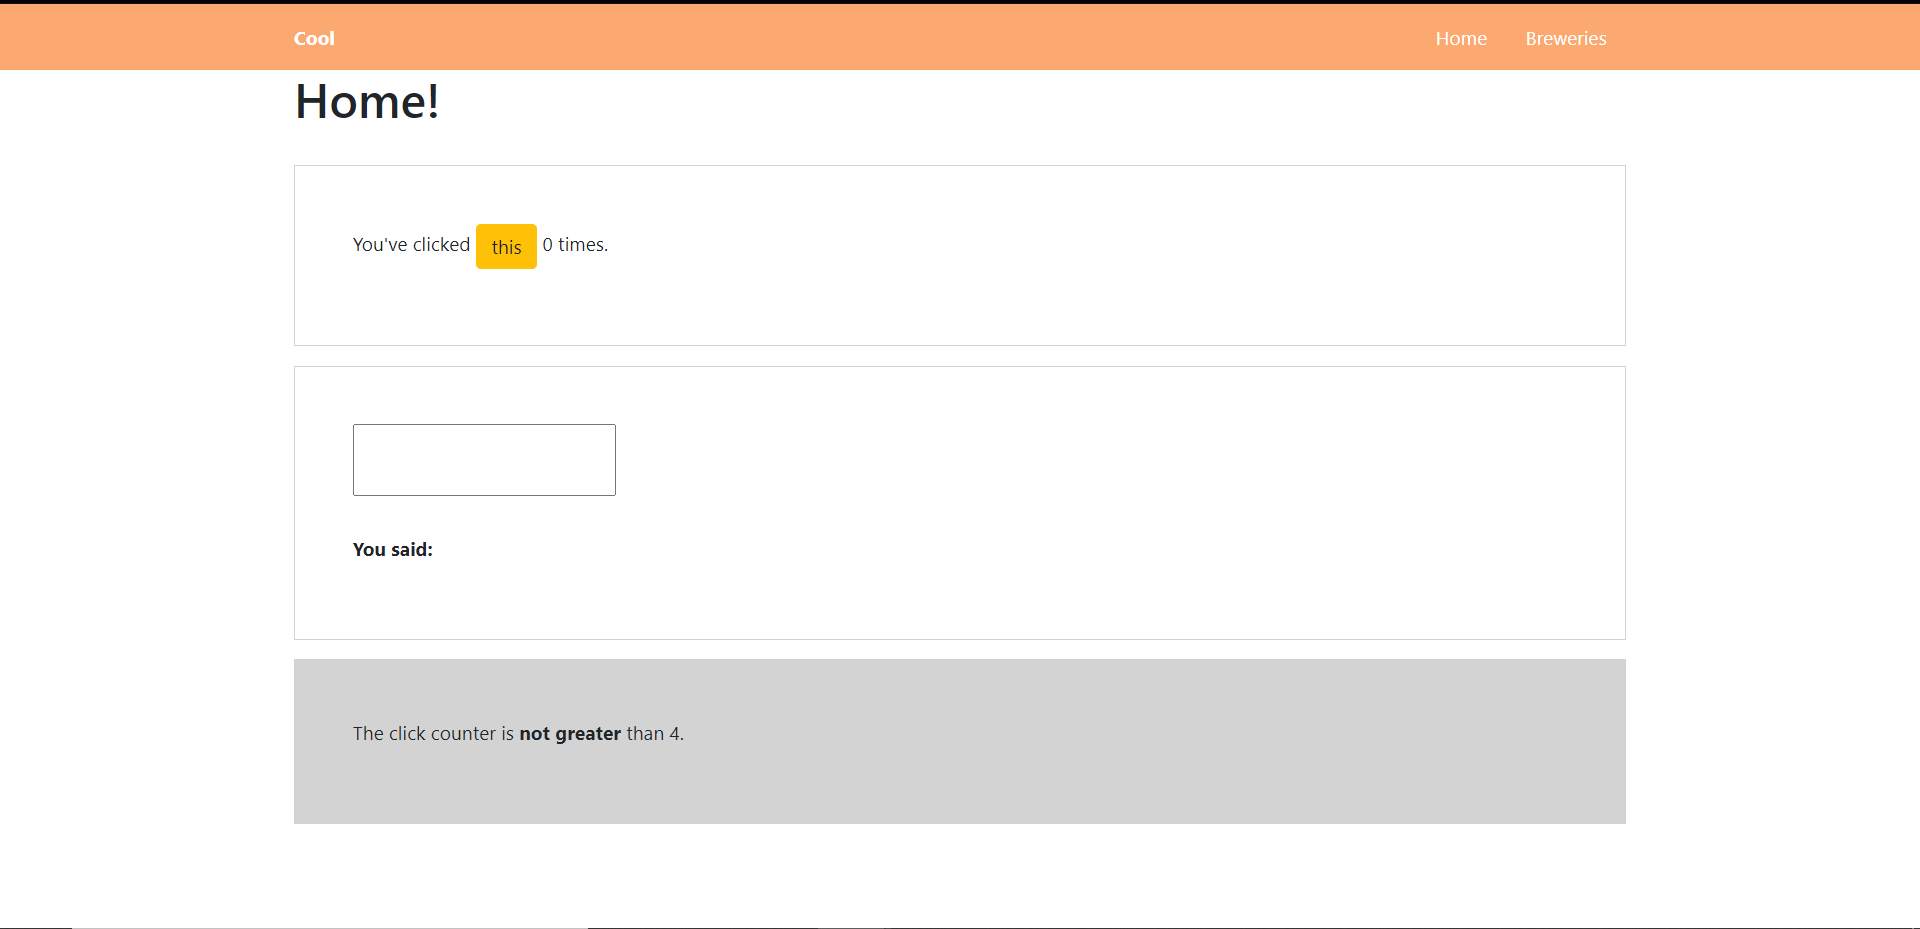 Cool Home Breweries
Home!
You've clicked this 0 times.
You said:
The click counter is not greater than 4.